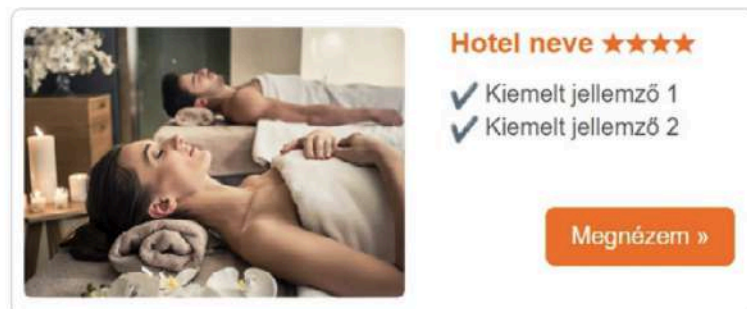 Hotel neve ★★★★
✔ Kiemelt jellemző 1
✔ Kiemelt jellemző 2
Megnézem »